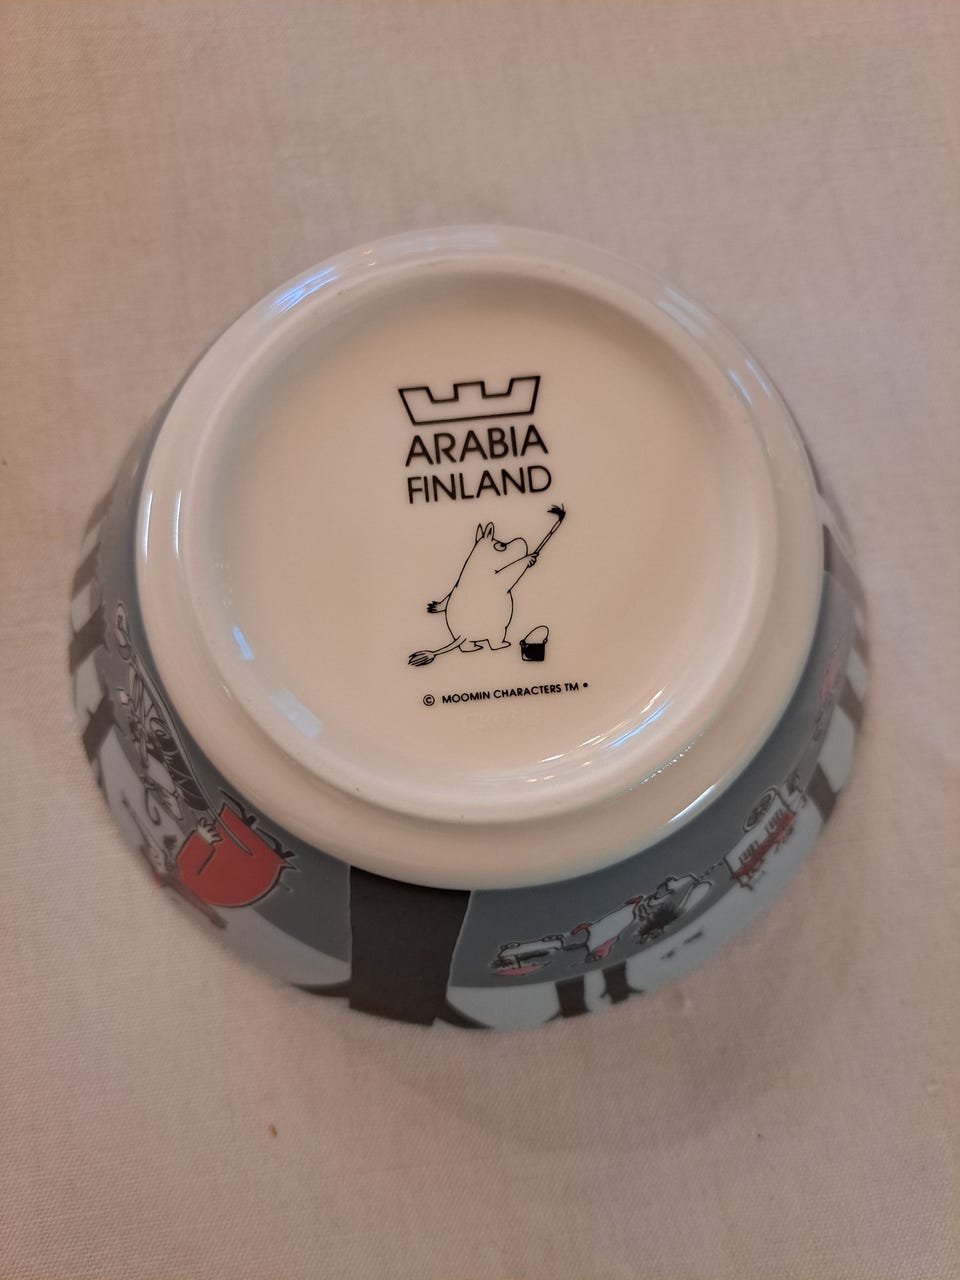 ARABIA
FINLAND
© MOOMIN CHARACTERS TM •